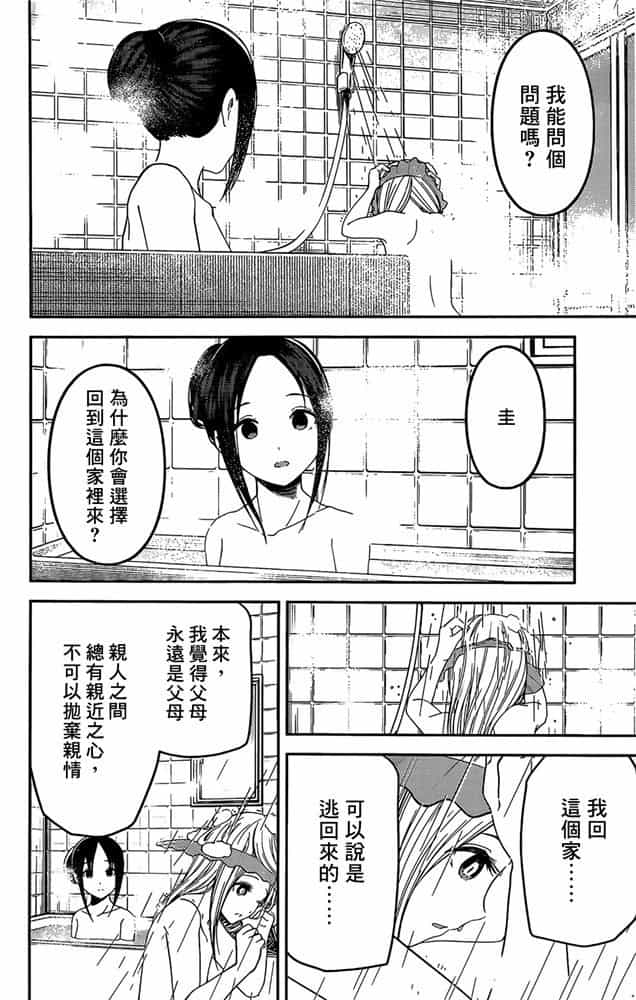 我能問個
問題嗎？
圭
為什麼你會選擇
回到這個家裡來？
我回
這個家……
可以說是
逃回來的……
本來，
我覺得父母
永遠是父母
親人之間
總有親近之心，
不可以拋棄親情